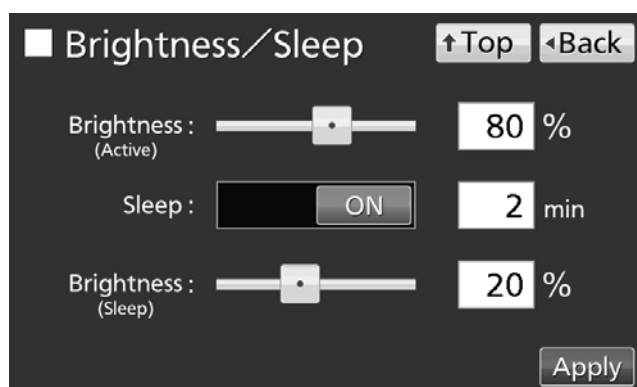 Brightness／Sleep
↑Top
◂Back
Brightness :
(Active)
80 %
Sleep :
ON
2 min
Brightness :
(Sleep)
20 %
Apply